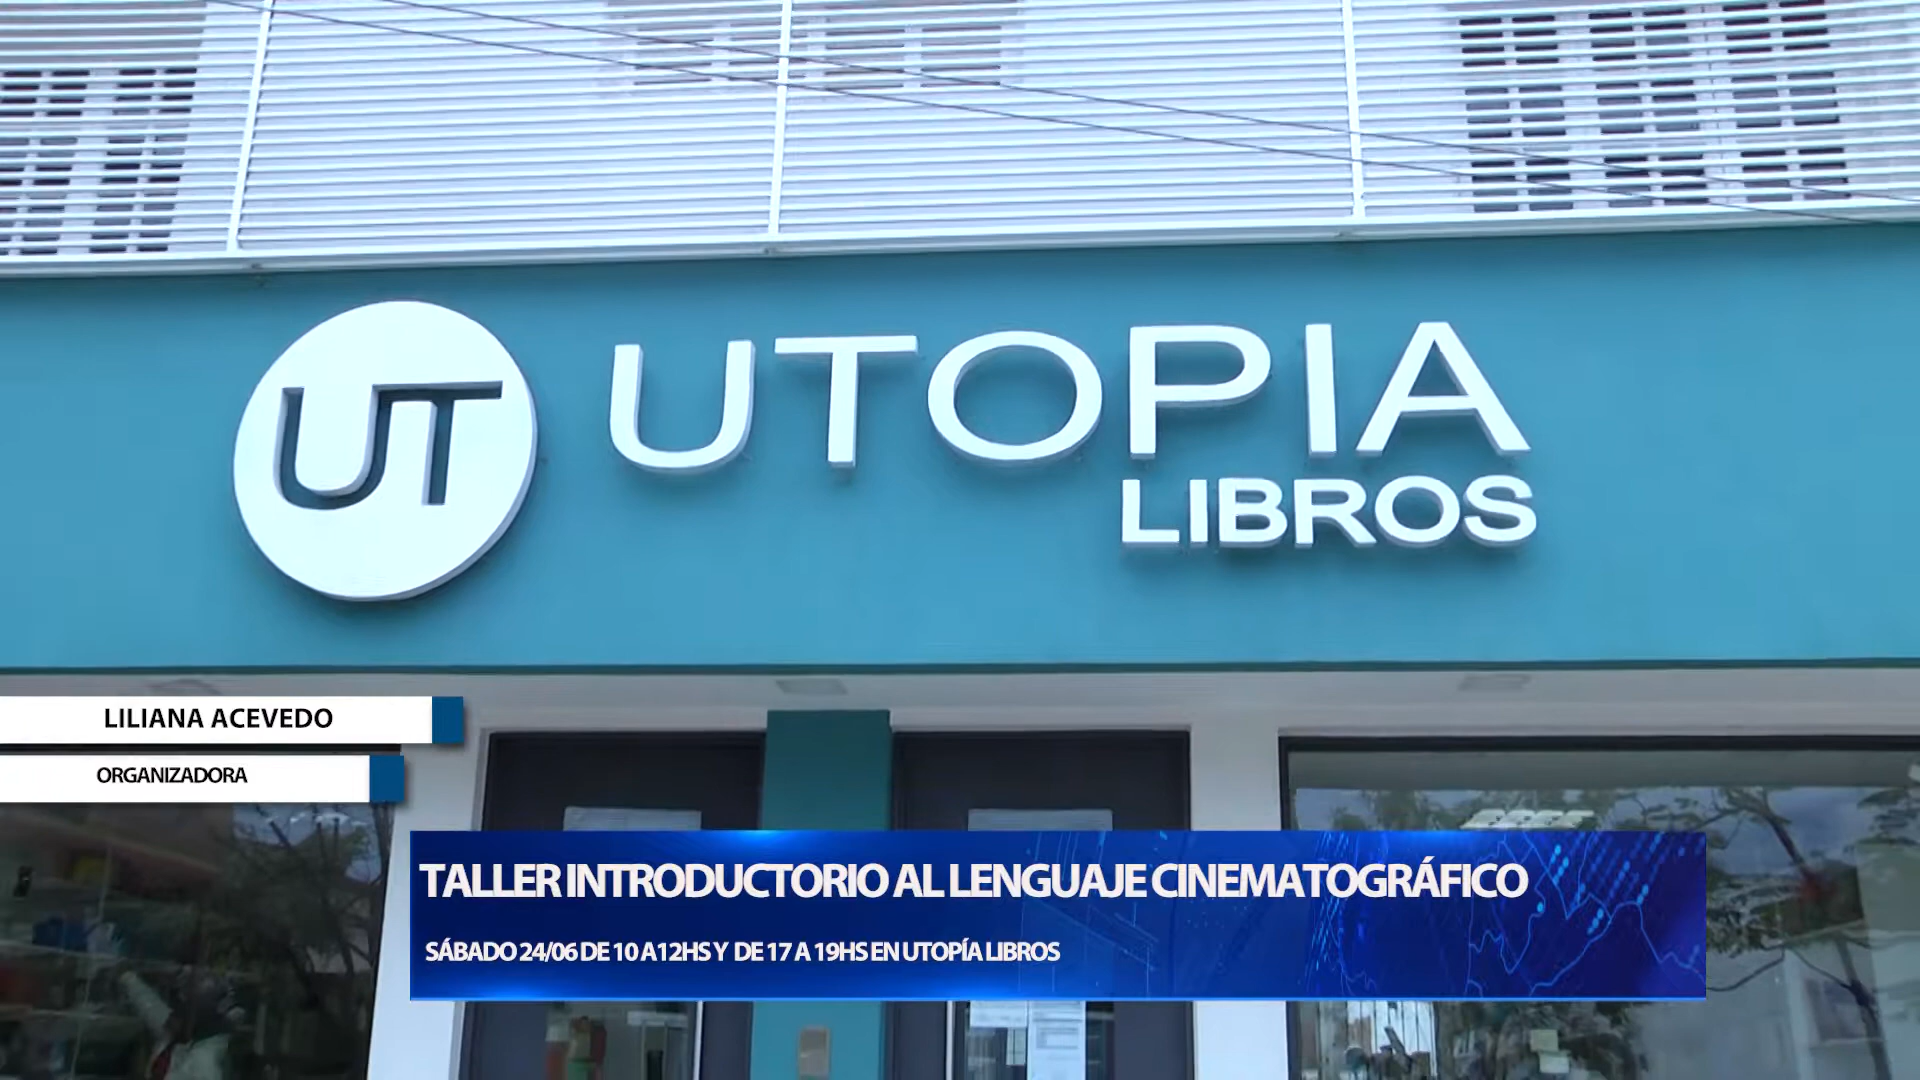 UT
UTOPIA
LIBROS
LILIANA ACEVEDO
ORGANIZADORA
TALLER INTRODUCTORIO AL LENGUAJE CINEMATOGRÁFICO
SÁBADO 24/06 DE 10 A12HS Y DE 17 A 19HS EN UTOPÍA LIBROS